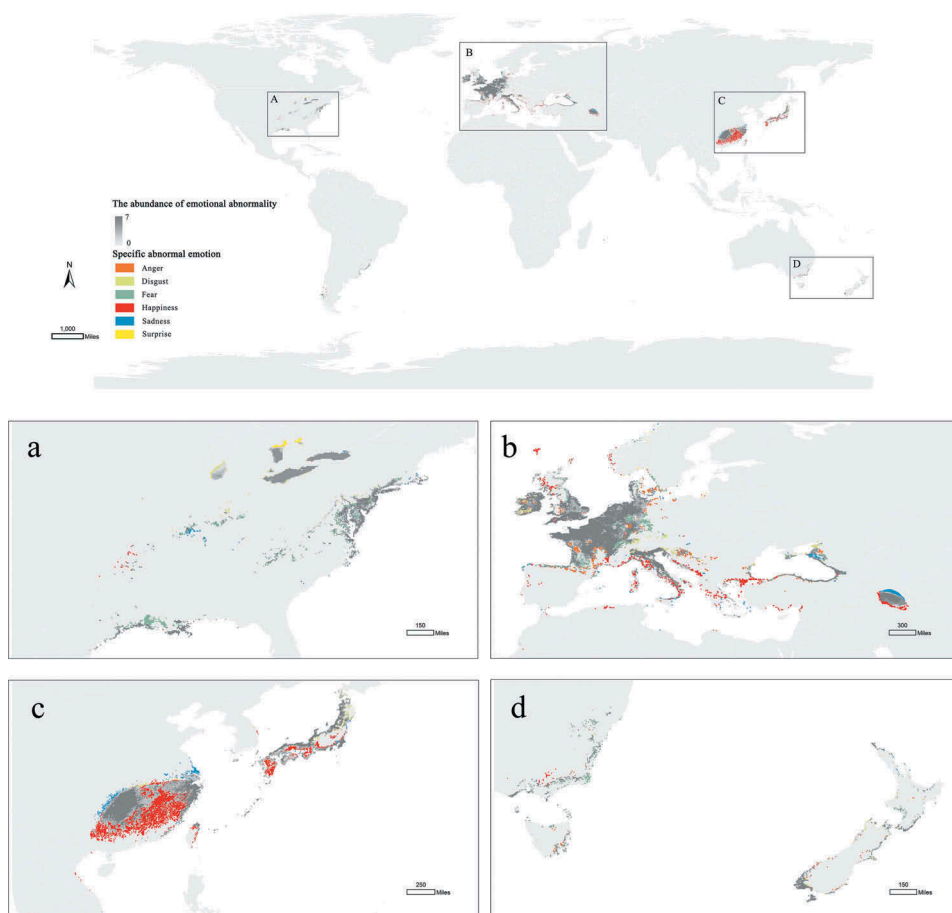 A
B
C
D
The abundance of emotional abnormality
7
0
Specific abnormal emotion
Anger
Disgust
Fear
Happiness
Sadness
Surprise
N
1,000
Miles
a
150
Miles
b
300
Miles
c
250
Miles
d
150
Miles